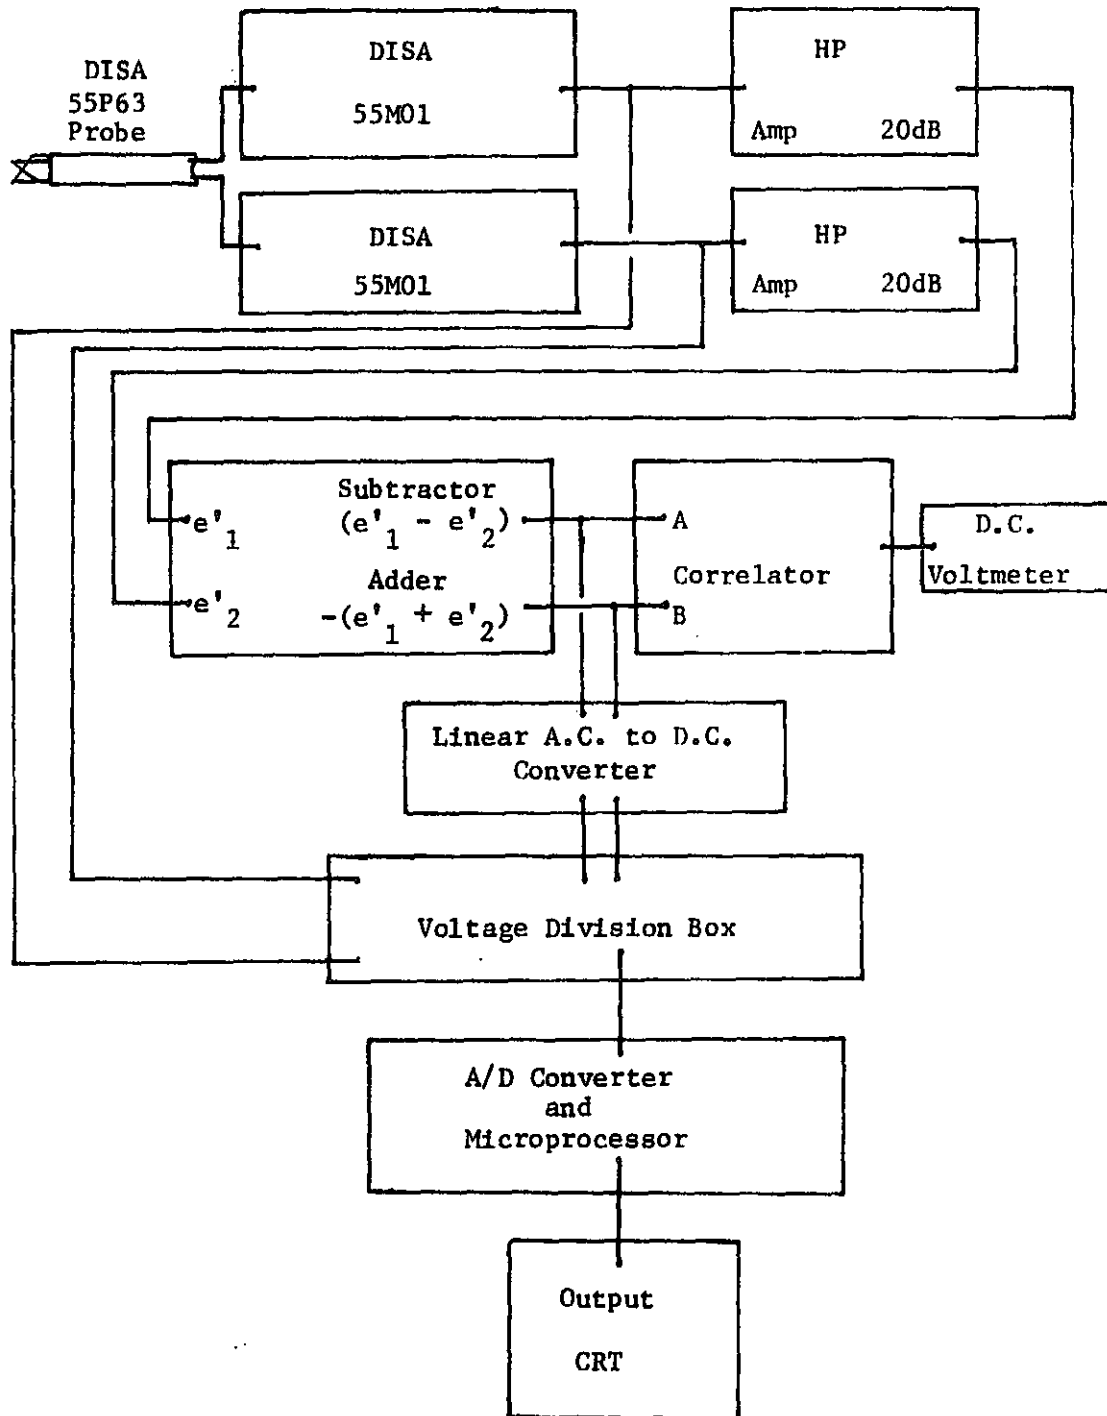 DISA
55P63
Probe
DISA
55M01
HP
Amp 20dB
DISA
55M01
HP
Amp 20dB
e'1
Subtractor
(e'1 - e'2)
e'2
Adder
-(e'1 + e'2)
A
Correlator
B
D.C.
Voltmeter
Linear A.C. to D.C.
Converter
Voltage Division Box
A/D Converter
and
Microprocessor
Output
CRT